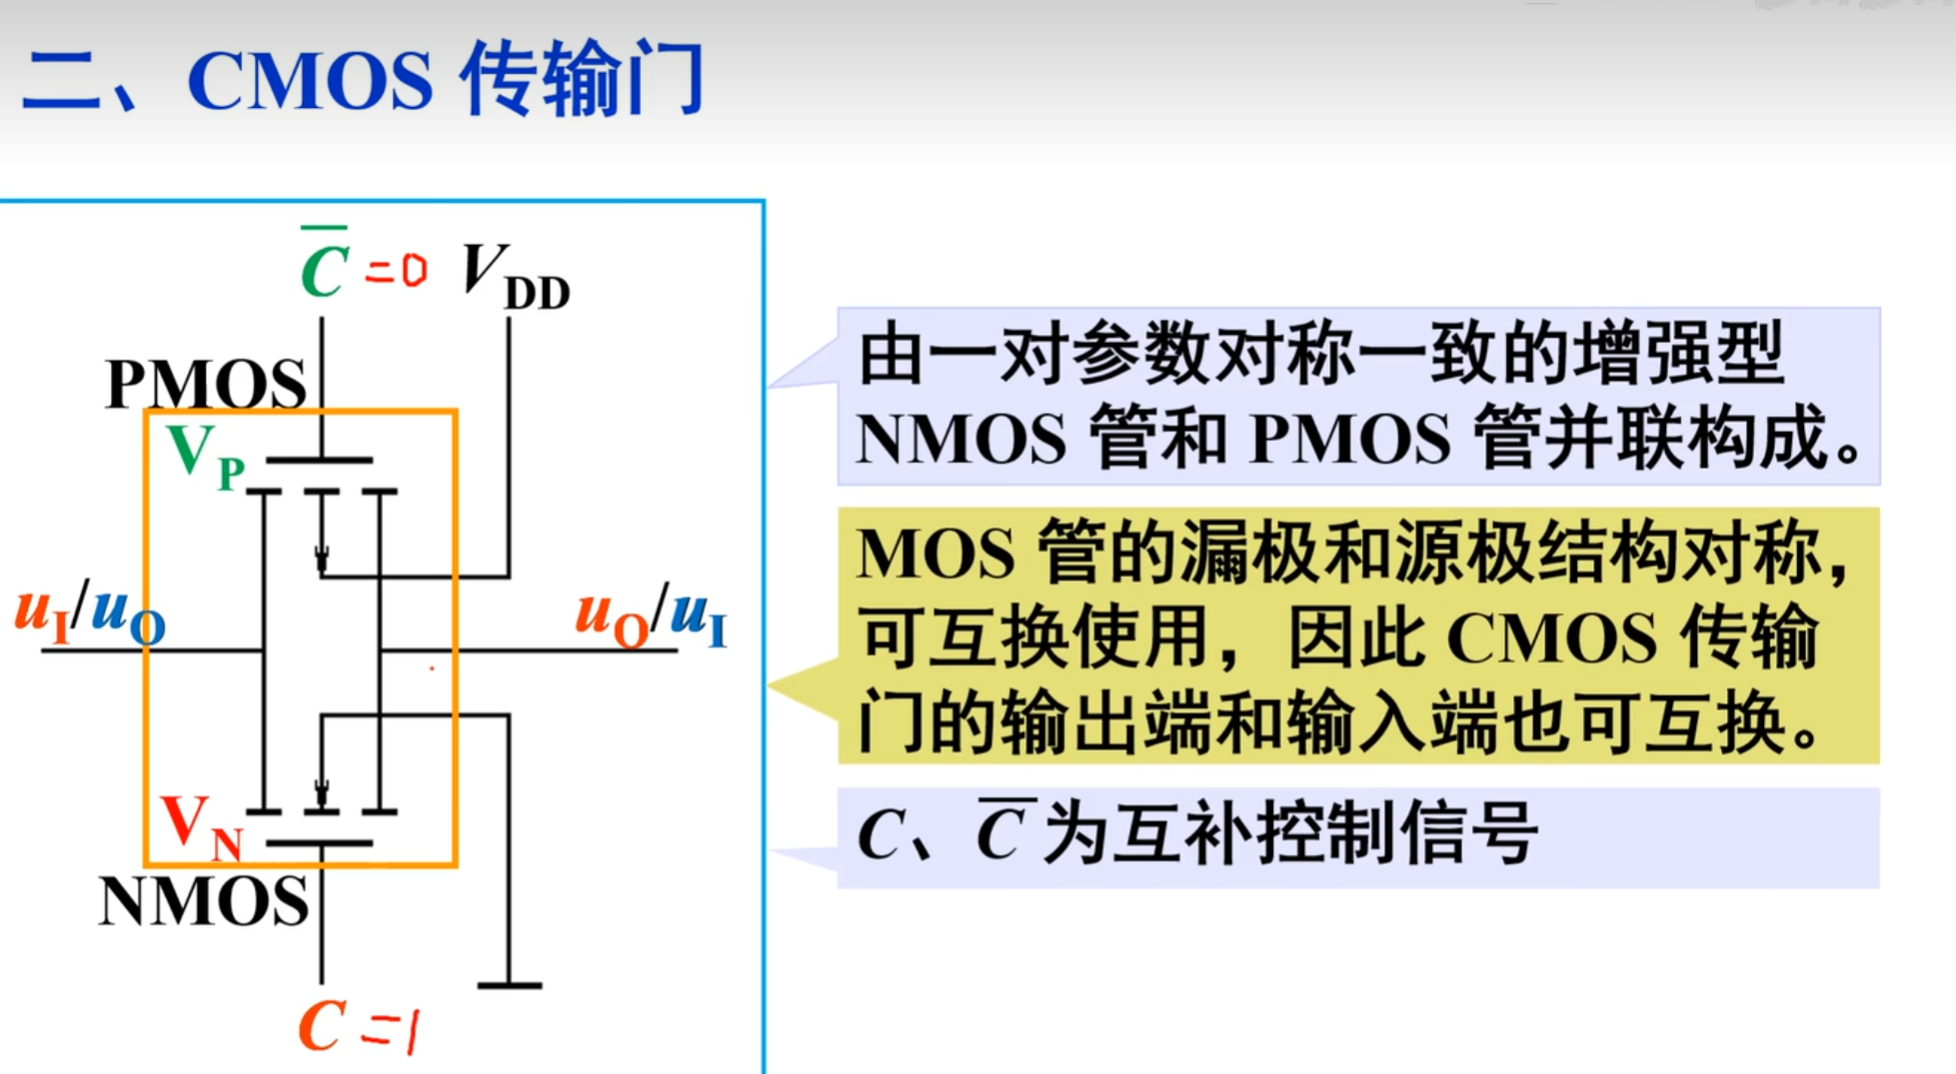 二、CMOS 传输门
C̅ =0 V_DD
PMOS
V_P
u_I/u_O
u_O/u_I
V_N
NMOS
C =1
由一对参数对称一致的增强型
NMOS 管和 PMOS 管并联构成。
MOS 管的漏极和源极结构对称，
可互换使用，因此 CMOS 传输
门的输出端和输入端也可互换。
C、C̅ 为互补控制信号